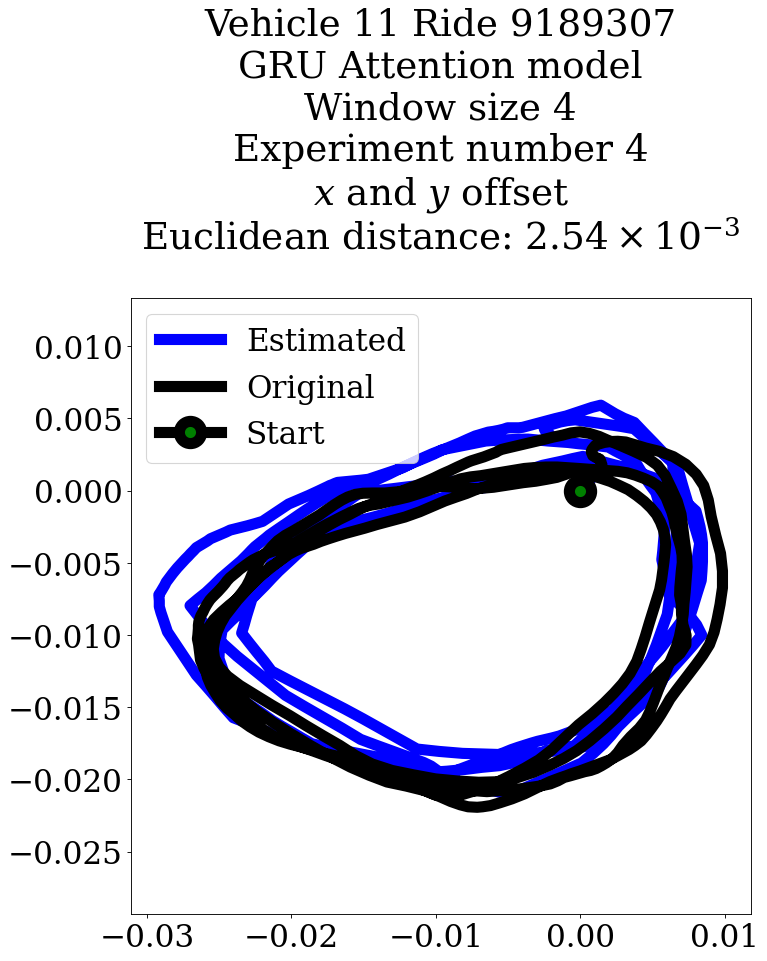 Vehicle 11 Ride 9189307
GRU Attention model
Window size 4
Experiment number 4
x and y offset
Euclidean distance: 2.54 × 10⁻³
Estimated
Original
Start
0.010
0.005
0.000
−0.005
−0.010
−0.015
−0.020
−0.025
−0.03 −0.02 −0.01 0.00 0.01